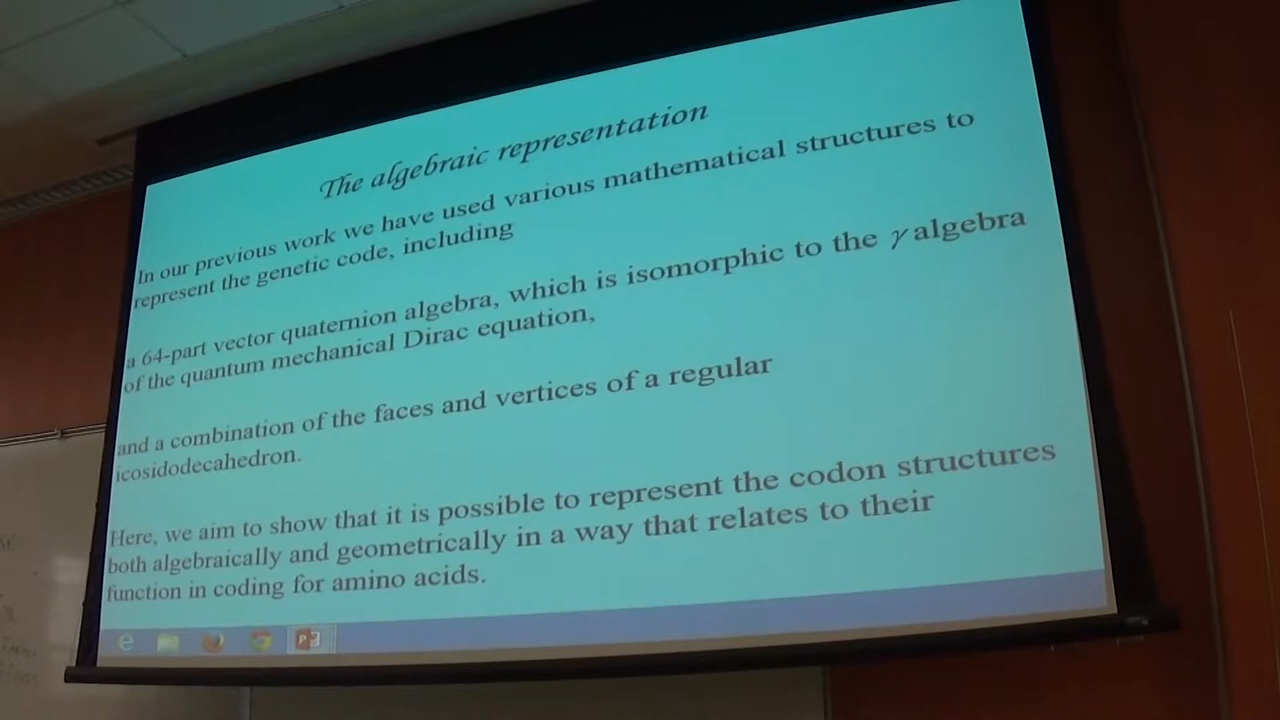 The algebraic representation
In our previous work we have used various mathematical structures to
represent the genetic code, including
a 64-part vector quaternion algebra, which is isomorphic to the γ algebra
of the quantum mechanical Dirac equation,
and a combination of the faces and vertices of a regular
icosidodecahedron.
Here, we aim to show that it is possible to represent the codon structures
both algebraically and geometrically in a way that relates to their
function in coding for amino acids.